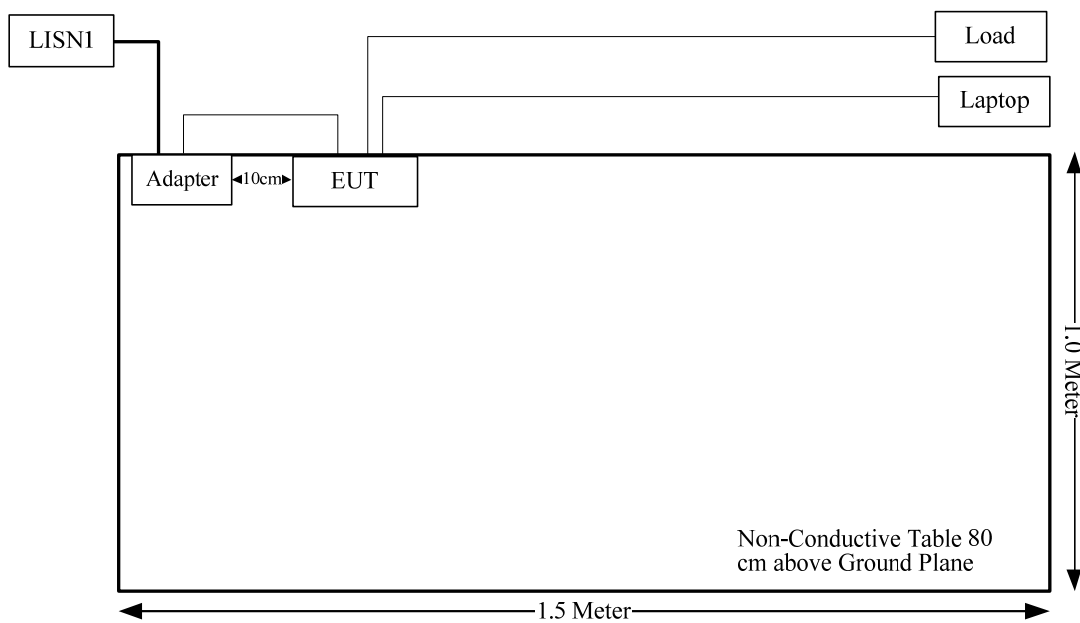 LISN1
Load
Laptop
Adapter
10cm
EUT
1.0 Meter
Non-Conductive Table 80
cm above Ground Plane
1.5 Meter